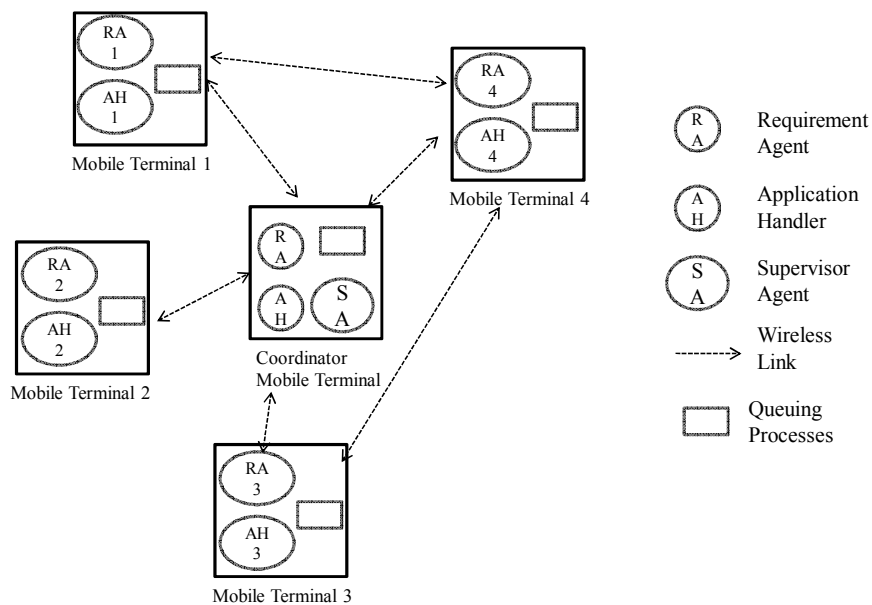 RA
1
AH
1
Mobile Terminal 1
RA
4
AH
4
Mobile Terminal 4
RA
2
AH
2
Mobile Terminal 2
R
A
A
H
S
A
Coordinator
Mobile Terminal
RA
3
AH
3
Mobile Terminal 3
R
A
Requirement
Agent
A
H
Application
Handler
S
A
Supervisor
Agent
Wireless
Link
Queuing
Processes